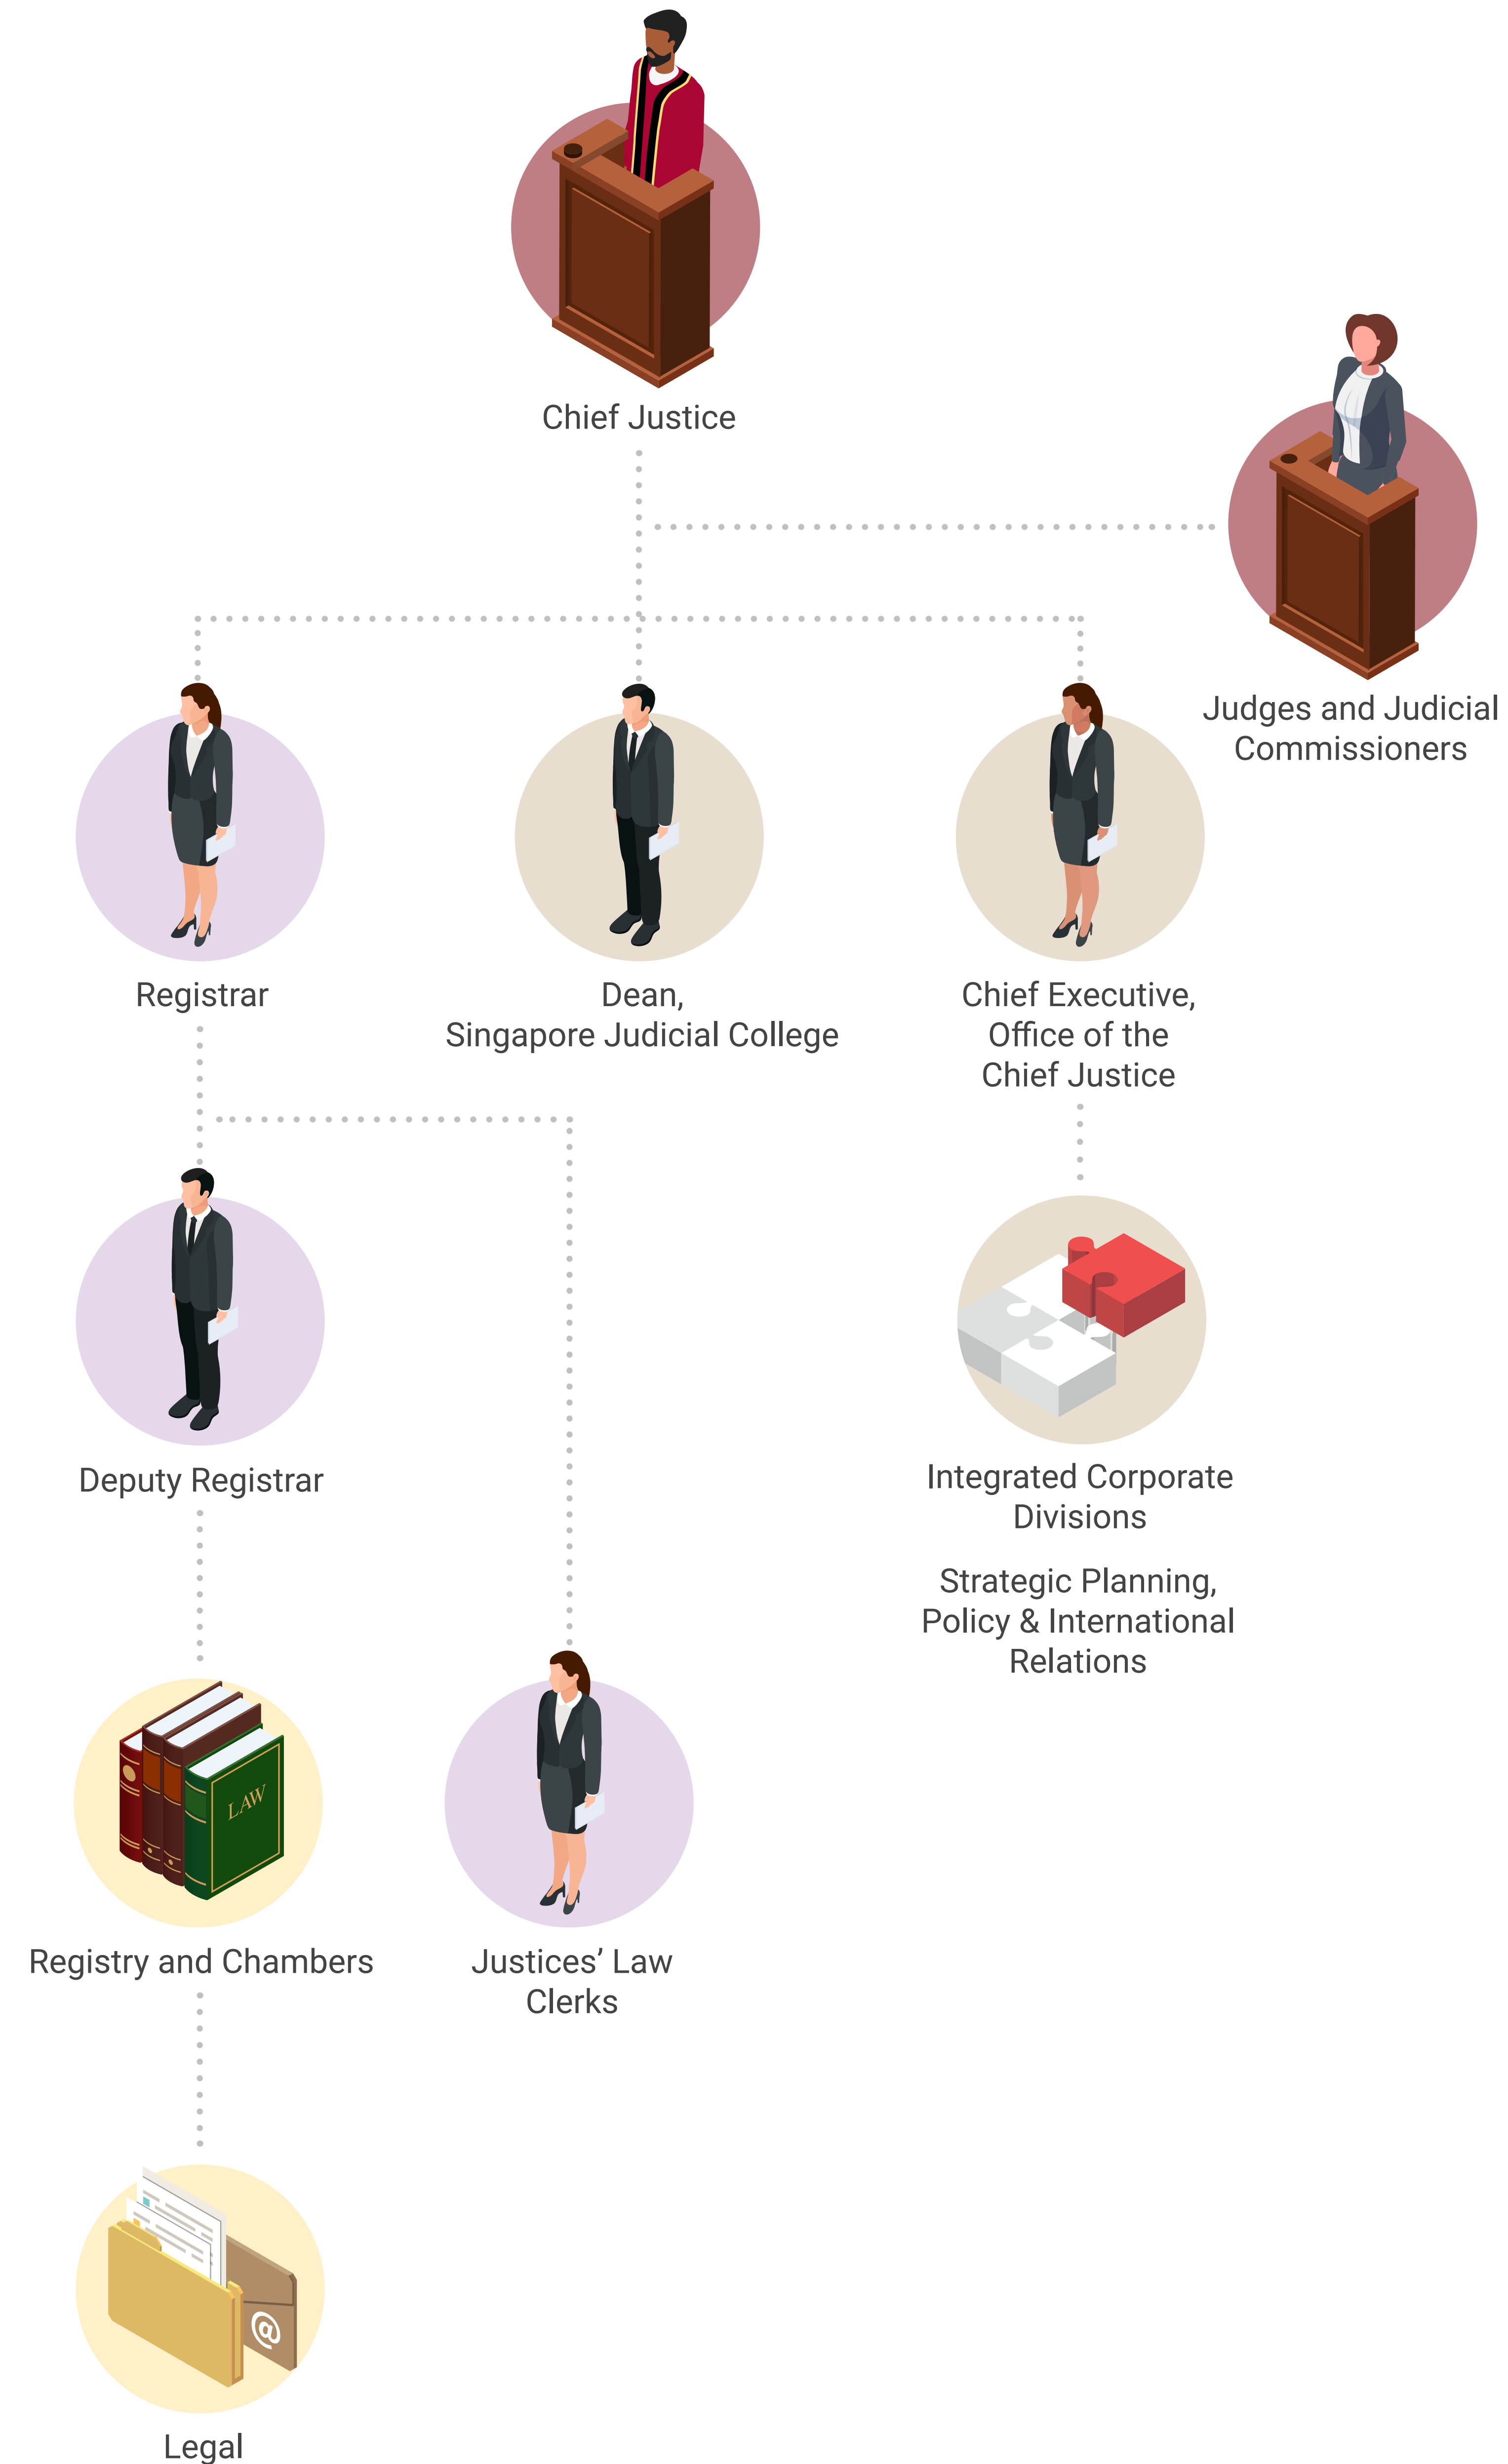 Chief Justice
Judges and Judicial
Commissioners
Registrar
Dean,
Singapore Judicial College
Chief Executive,
Office of the
Chief Justice
Deputy Registrar
Integrated Corporate
Divisions
Strategic Planning,
Policy & International
Relations
LAW
Registry and Chambers
Justices’ Law
Clerks
@
Legal